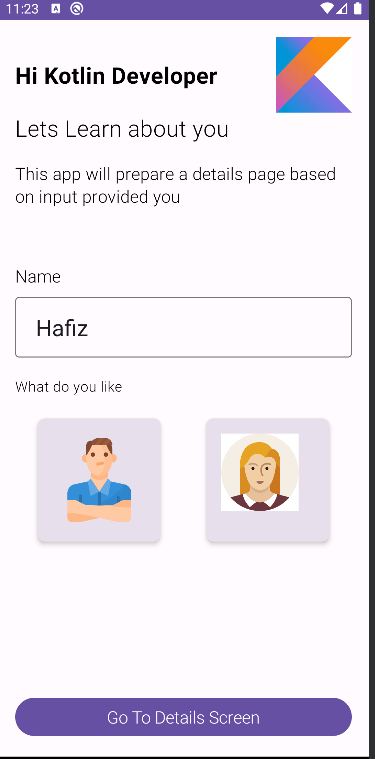 11:23
Hi Kotlin Developer
Lets Learn about you
This app will prepare a details page based
on input provided you
Name
Hafiz
What do you like
Go To Details Screen